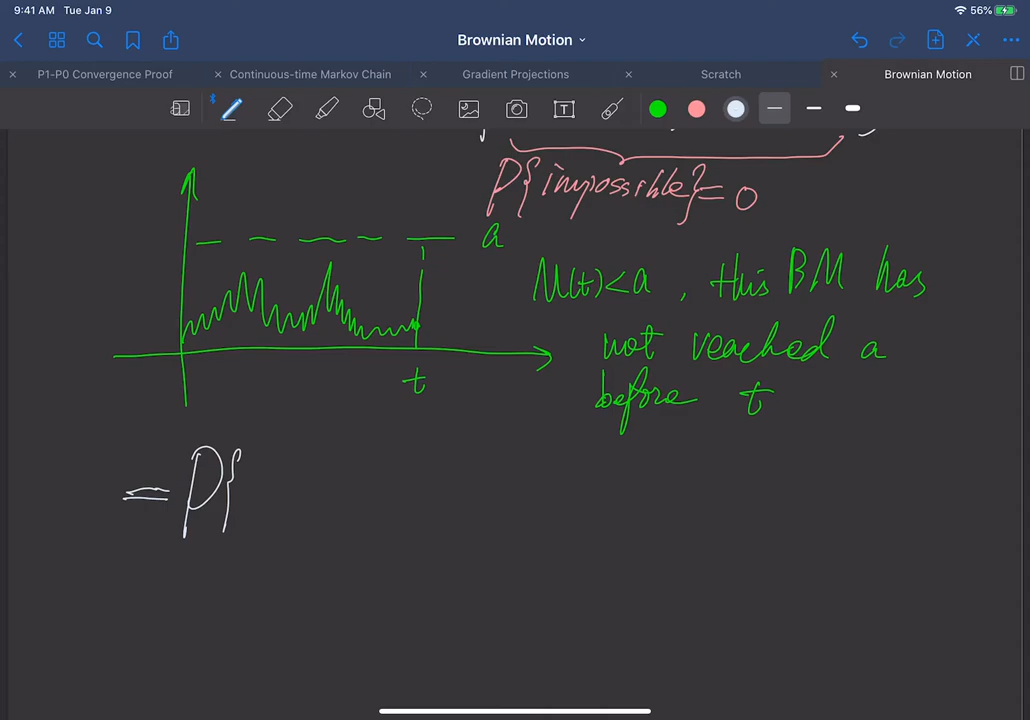 9:41 AM Tue Jan 9
56%
Brownian Motion
P1-P0 Convergence Proof
Continuous-time Markov Chain
Gradient Projections
Scratch
Brownian Motion
P{impossible}=0
a
M(t)<a, this BM has
not reached a
before t
t
=P{